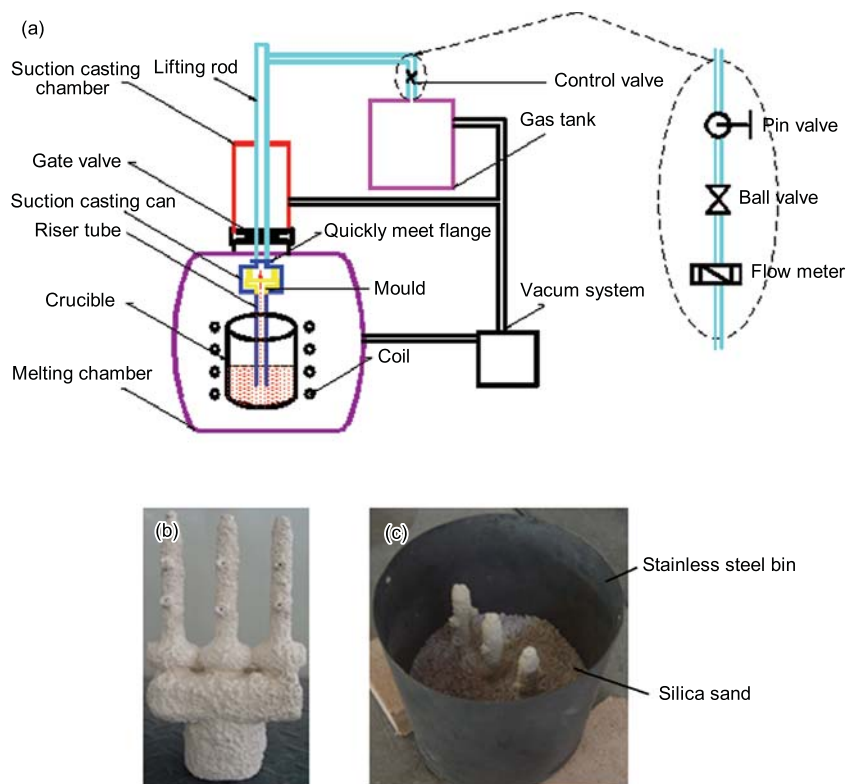 (a)
Suction casting
chamber
Lifting rod
Control valve
Gas tank
Pin valve
Gate valve
Suction casting can
Riser tube
Quickly meet flange
Ball valve
Mould
Crucible
Vacum system
Flow meter
Coil
Melting chamber
(b)
(c)
Stainless steel bin
Silica sand